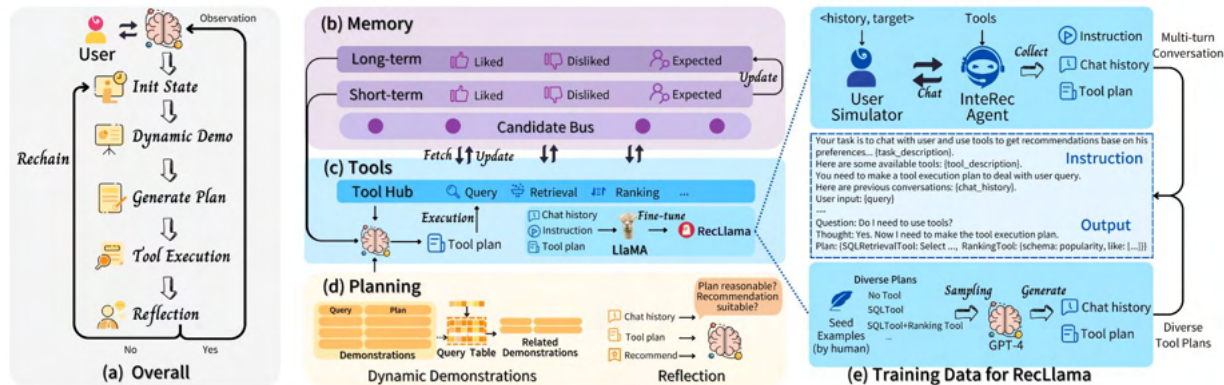 Observation
User
Init State
Dynamic Demo
Rechain
Generate Plan
Tool Execution
Reflection
No
Yes
(a) Overall
(b) Memory
Long-term
Liked
Disliked
Expected
Update
Short-term
Liked
Disliked
Expected
Candidate Bus
Fetch
Update
(c) Tools
Tool Hub
Query
Retrieval
Ranking
...
Execution
Tool plan
Chat history
Instruction
Tool plan
Fine-tune
LlaMA
RecLlama
(d) Planning
Query
Plan
Demonstrations
Query Table
Related
Demonstrations
Dynamic Demonstrations
Plan reasonable?
Recommendation
suitable?
Chat history
Tool plan
Recommend
Reflection
<history, target>
Tools
User
Simulator
Chat
InteRec
Agent
Collect
Instruction
Chat history
Tool plan
Multi-turn
Conversation
Your task is to chat with user and use tools to get recommendations base on his
preferences... {task_description}.
Here are some available tools: {tool_description}.
You need to make a tool execution plan to deal with user query.
Here are previous conversations: {chat_history}.
User input: {query}
----
Question: Do I need to use tools?
Thought: Yes. Now I need to make the tool execution plan.
Plan: {SQLRetrievalTool: Select ..., RankingTool: {schema: popularity, like: [...]}}
Instruction
Output
Diverse Plans
No Tool
SQLTool
SQLTool+Ranking Tool
...
Seed
Examples
(by human)
Sampling
GPT-4
Generate
Chat history
Tool plan
Diverse
Tool Plans
(e) Training Data for RecLlama